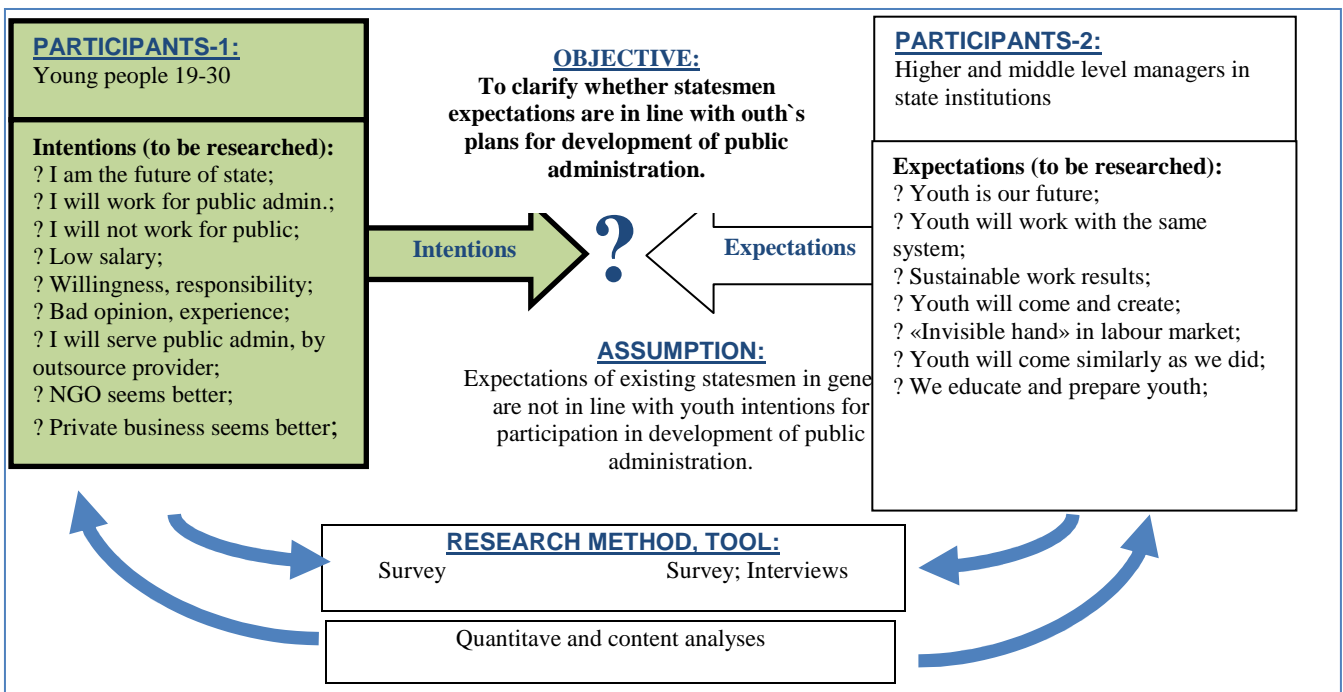 PARTICIPANTS-1:
Young people 19-30
Intentions (to be researched):
? I am the future of state;
? I will work for public admin.;
? I will not work for public;
? Low salary;
? Willingness, responsibility;
? Bad opinion, experience;
? I will serve public admin, by
outsource provider;
? NGO seems better;
? Private business seems better;
OBJECTIVE:
To clarify whether statesmen
expectations are in line with outh`s
plans for development of public
administration.
Intentions
?
Expectations
ASSUMPTION:
Expectations of existing statesmen in gene
are not in line with youth intentions for
participation in development of public
administration.
PARTICIPANTS-2:
Higher and middle level managers in
state institutions
Expectations (to be researched):
? Youth is our future;
? Youth will work with the same
system;
? Sustainable work results;
? Youth will come and create;
? «Invisible hand» in labour market;
? Youth will come similarly as we did;
? We educate and prepare youth;
RESEARCH METHOD, TOOL:
Survey Survey; Interviews
Quantitave and content analyses